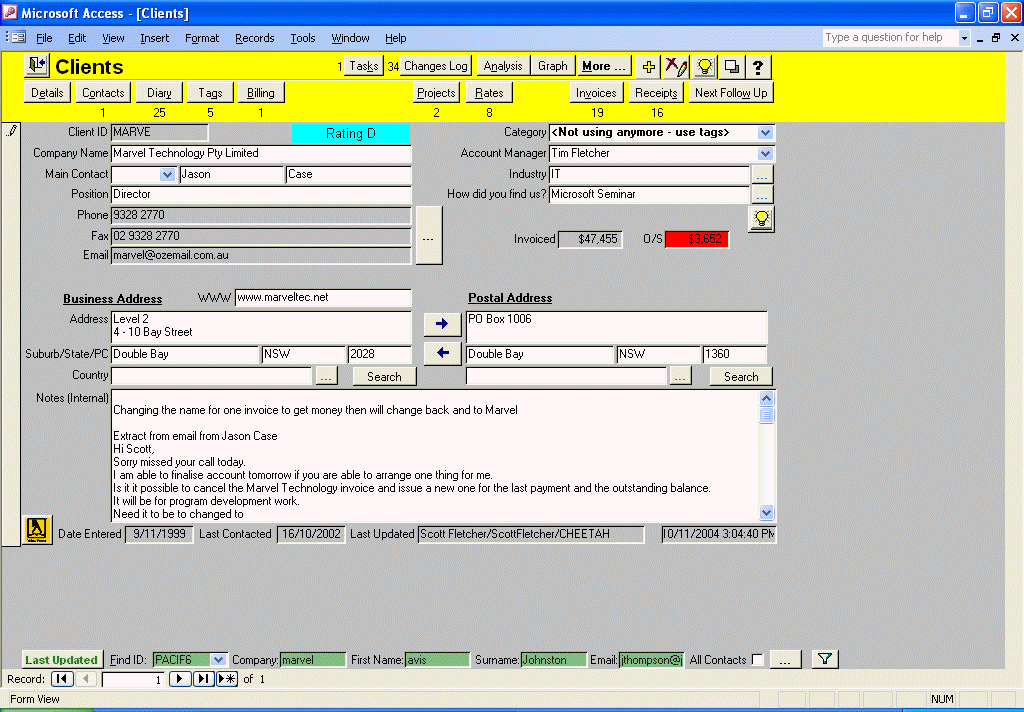 Microsoft Access - [Clients]
File Edit View Insert Format Records Tools Window Help Type a question for help
Clients 1 Tasks 34 Changes Log Analysis Graph More ... ?
Details Contacts Diary Tags Billing Projects Rates Invoices Receipts Next Follow Up
1 25 5 1 2 8 19 16
Client ID MARVE Rating D Category <Not using anymore - use tags>
Company Name Marvel Technology Pty Limited Account Manager Tim Fletcher
Main Contact Jason Case Industry IT ...
Position Director How did you find us? Microsoft Seminar ...
Phone 9328 2770
Fax 02 9328 2770 ... Invoiced $47,455 O/S $3,652
Email marvel@ozemail.com.au
Business Address WWW www.marveltec.net Postal Address
Address Level 2 PO Box 1006
4 - 10 Bay Street
Suburb/State/PC Double Bay NSW 2028 Double Bay NSW 1360
Country ... Search ... Search
Notes (Internal)
Changing the name for one invoice to get money then will change back and to Marvel
Extract from email from Jason Case
Hi Scott,
Sorry missed your call today.
I am able to finalise account tomorrow if you are able to arrange one thing for me.
Is it it possible to cancel the Marvel Technology invoice and issue a new one for the last payment and the outstanding balance.
It will be for program development work.
Need it to be to changed to
Date Entered 9/11/1999 Last Contacted 16/10/2002 Last Updated Scott Fletcher/ScottFletcher/CHEETAH 10/11/2004 3:04:40 PM
Last Updated Find ID: PACIF6 Company: marvel First Name: avis Surname: Johnston Email: jthompson@ All Contacts ...
Record: 1 of 1
Form View NUM